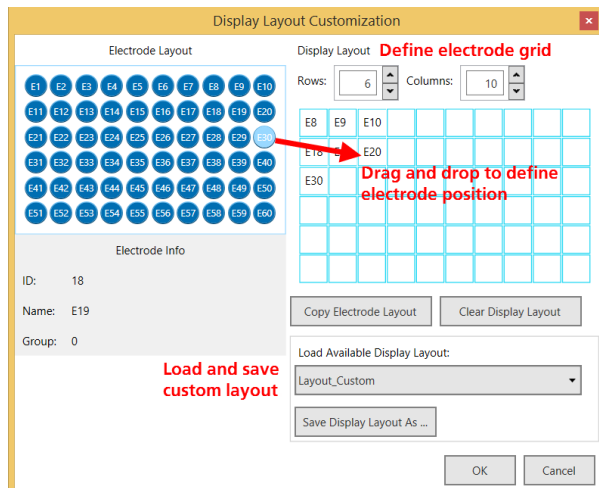 Display Layout Customization
×
Electrode Layout
E1 E2 E3 E4 E5 E6 E7 E8 E9 E10
E11 E12 E13 E14 E15 E16 E17 E18 E19 E20
E21 E22 E23 E24 E25 E26 E27 E28 E29 E30
E31 E32 E33 E34 E35 E36 E37 E38 E39 E40
E41 E42 E43 E44 E45 E46 E47 E48 E49 E50
E51 E52 E53 E54 E55 E56 E57 E58 E59 E60
Electrode Info
ID: 18
Name: E19
Group: 0
Load and save
custom layout
Display Layout Define electrode grid
Rows: 6 Columns: 10
E8 E9 E10
E18 E20
E30
Drag and drop to define
electrode position
Copy Electrode Layout Clear Display Layout
Load Available Display Layout:
Layout_Custom
Save Display Layout As ...
OK Cancel